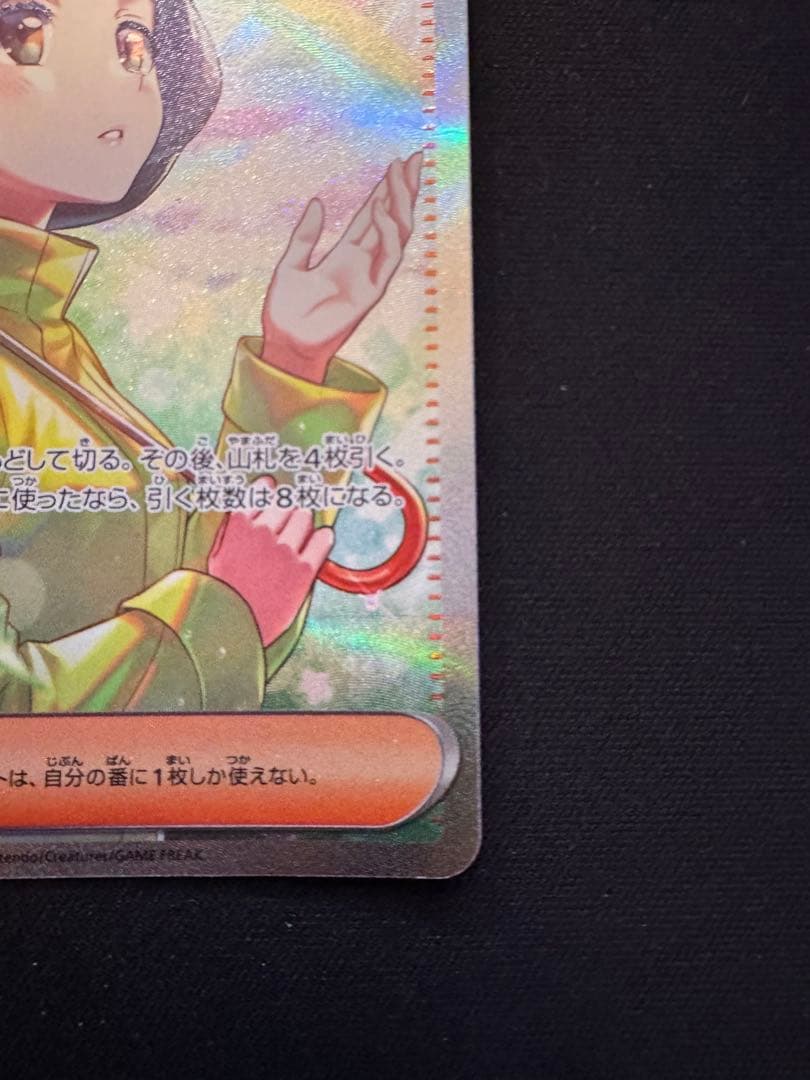 どして切る。その後、山札を4枚引く。
に使ったなら、引く枚数は8枚になる。
トは、自分の番に1枚しか使えない。
tendo/Creatures/GAME FREAK